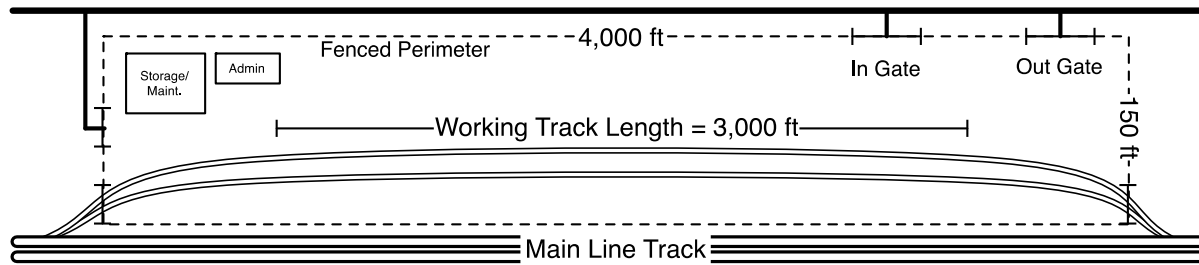 Fenced Perimeter
4,000 ft
Storage/
Maint.
Admin
In Gate
Out Gate
150 ft
Working Track Length = 3,000 ft
Main Line Track